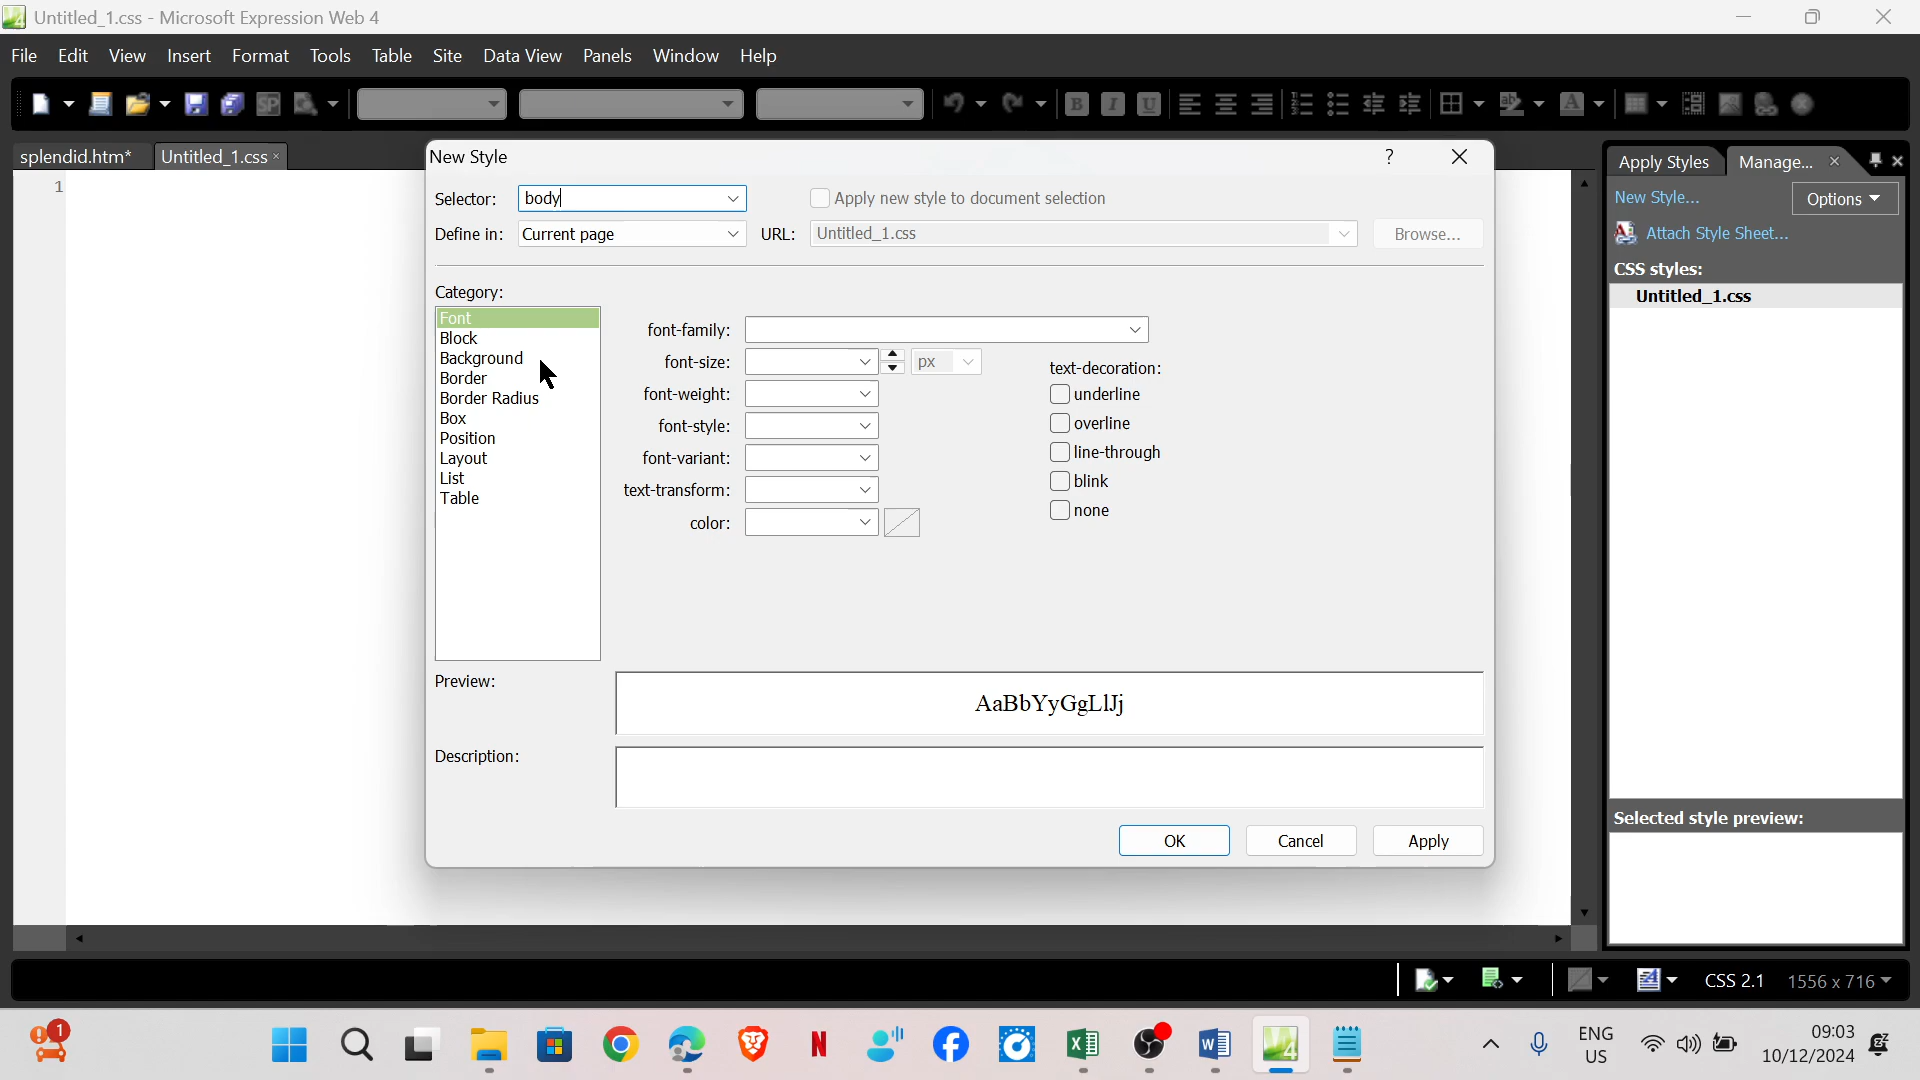 Untitled_1.css - Microsoft Expression Web 4
File Edit View Insert Format Tools Table Site Data View Panels Window Help
splendid.htm* Untitled_1.css ×
1
New Style
Selector: body Apply new style to document selection
Define in: Current page URL: Untitled_1.css Browse...
Category:
Font
Block
Background
Border
Border Radius
Box
Position
Layout
List
Table
font-family:
font-size: px
font-weight:
font-style:
font-variant:
text-transform:
color:
text-decoration:
underline
overline
line-through
blink
none
Preview:
AaBbYyGgLlJj
Description:
OK Cancel Apply
Apply Styles Manage...
New Style... Options
Attach Style Sheet...
CSS styles:
Untitled_1.css
Selected style preview:
CSS 2.1 1556 x 716
1
ENG
US
09:03
10/12/2024